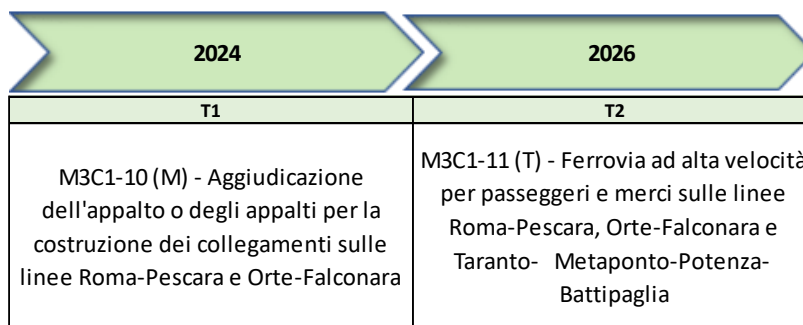 2024
2026
T1
T2
M3C1-10 (M) - Aggiudicazione
dell'appalto o degli appalti per la
costruzione dei collegamenti sulle
linee Roma-Pescara e Orte-Falconara
M3C1-11 (T) - Ferrovia ad alta velocità
per passeggeri e merci sulle linee
Roma-Pescara, Orte-Falconara e
Taranto- Metaponto-Potenza-
Battipaglia